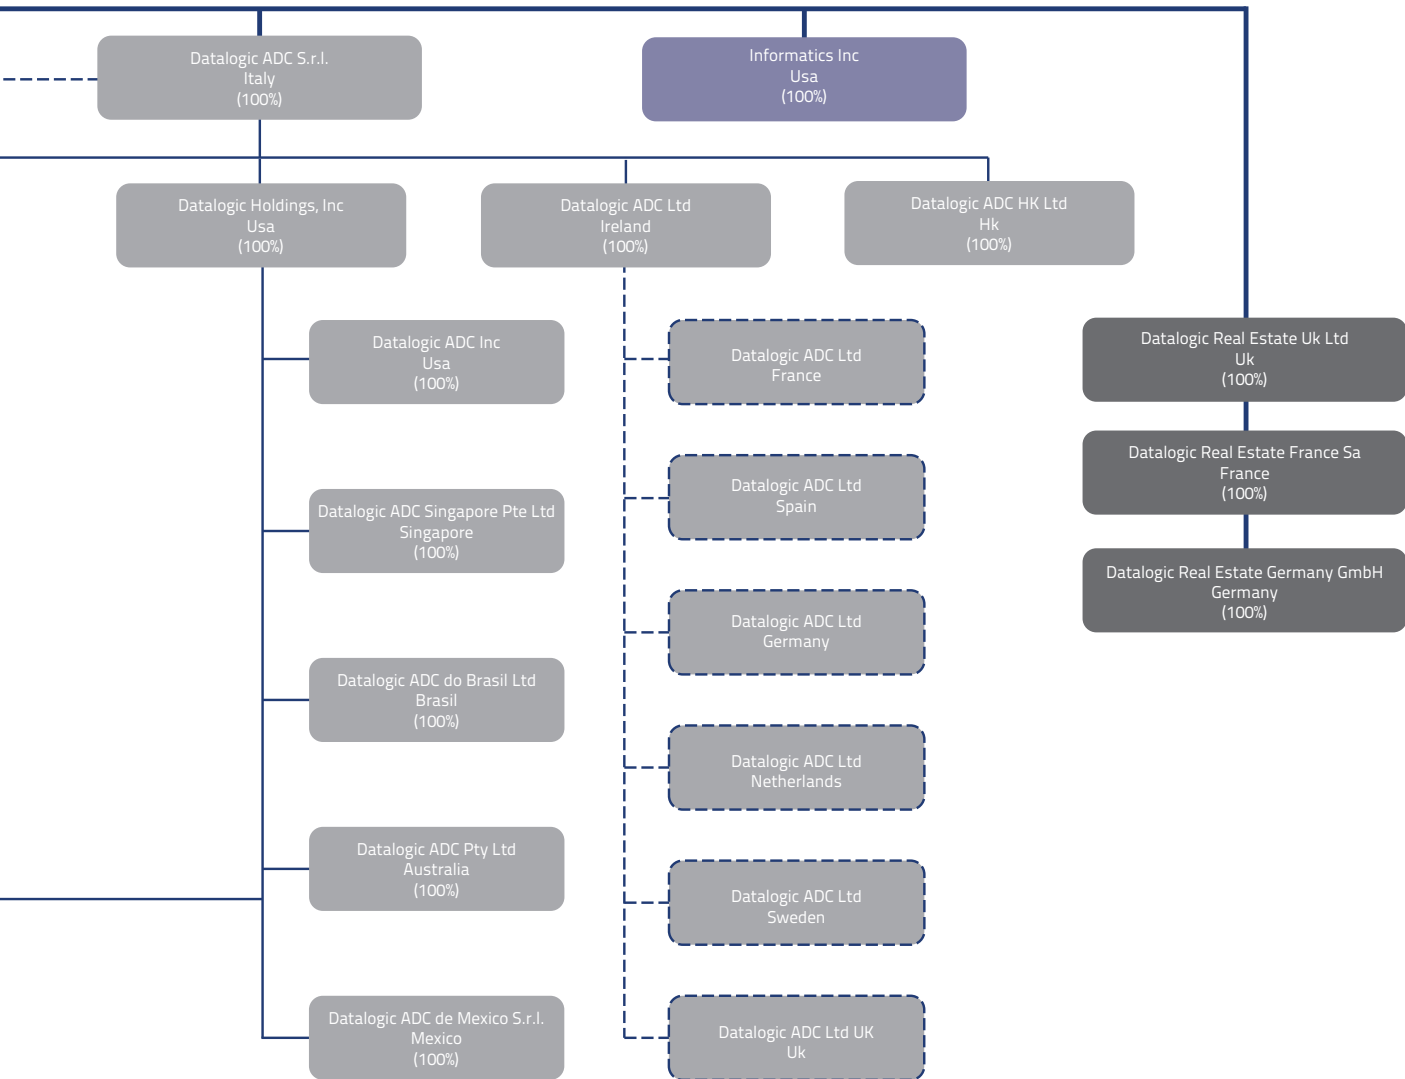 Datalogic ADC S.r.l.
Italy
(100%)
Informatics Inc
Usa
(100%)
Datalogic Holdings, Inc
Usa
(100%)
Datalogic ADC Ltd
Ireland
(100%)
Datalogic ADC HK Ltd
Hk
(100%)
Datalogic ADC Inc
Usa
(100%)
Datalogic ADC Singapore Pte Ltd
Singapore
(100%)
Datalogic ADC do Brasil Ltd
Brasil
(100%)
Datalogic ADC Pty Ltd
Australia
(100%)
Datalogic ADC de Mexico S.r.l.
Mexico
(100%)
Datalogic ADC Ltd
France
Datalogic ADC Ltd
Spain
Datalogic ADC Ltd
Germany
Datalogic ADC Ltd
Netherlands
Datalogic ADC Ltd
Sweden
Datalogic ADC Ltd UK
Uk
Datalogic Real Estate Uk Ltd
Uk
(100%)
Datalogic Real Estate France Sa
France
(100%)
Datalogic Real Estate Germany GmbH
Germany
(100%)